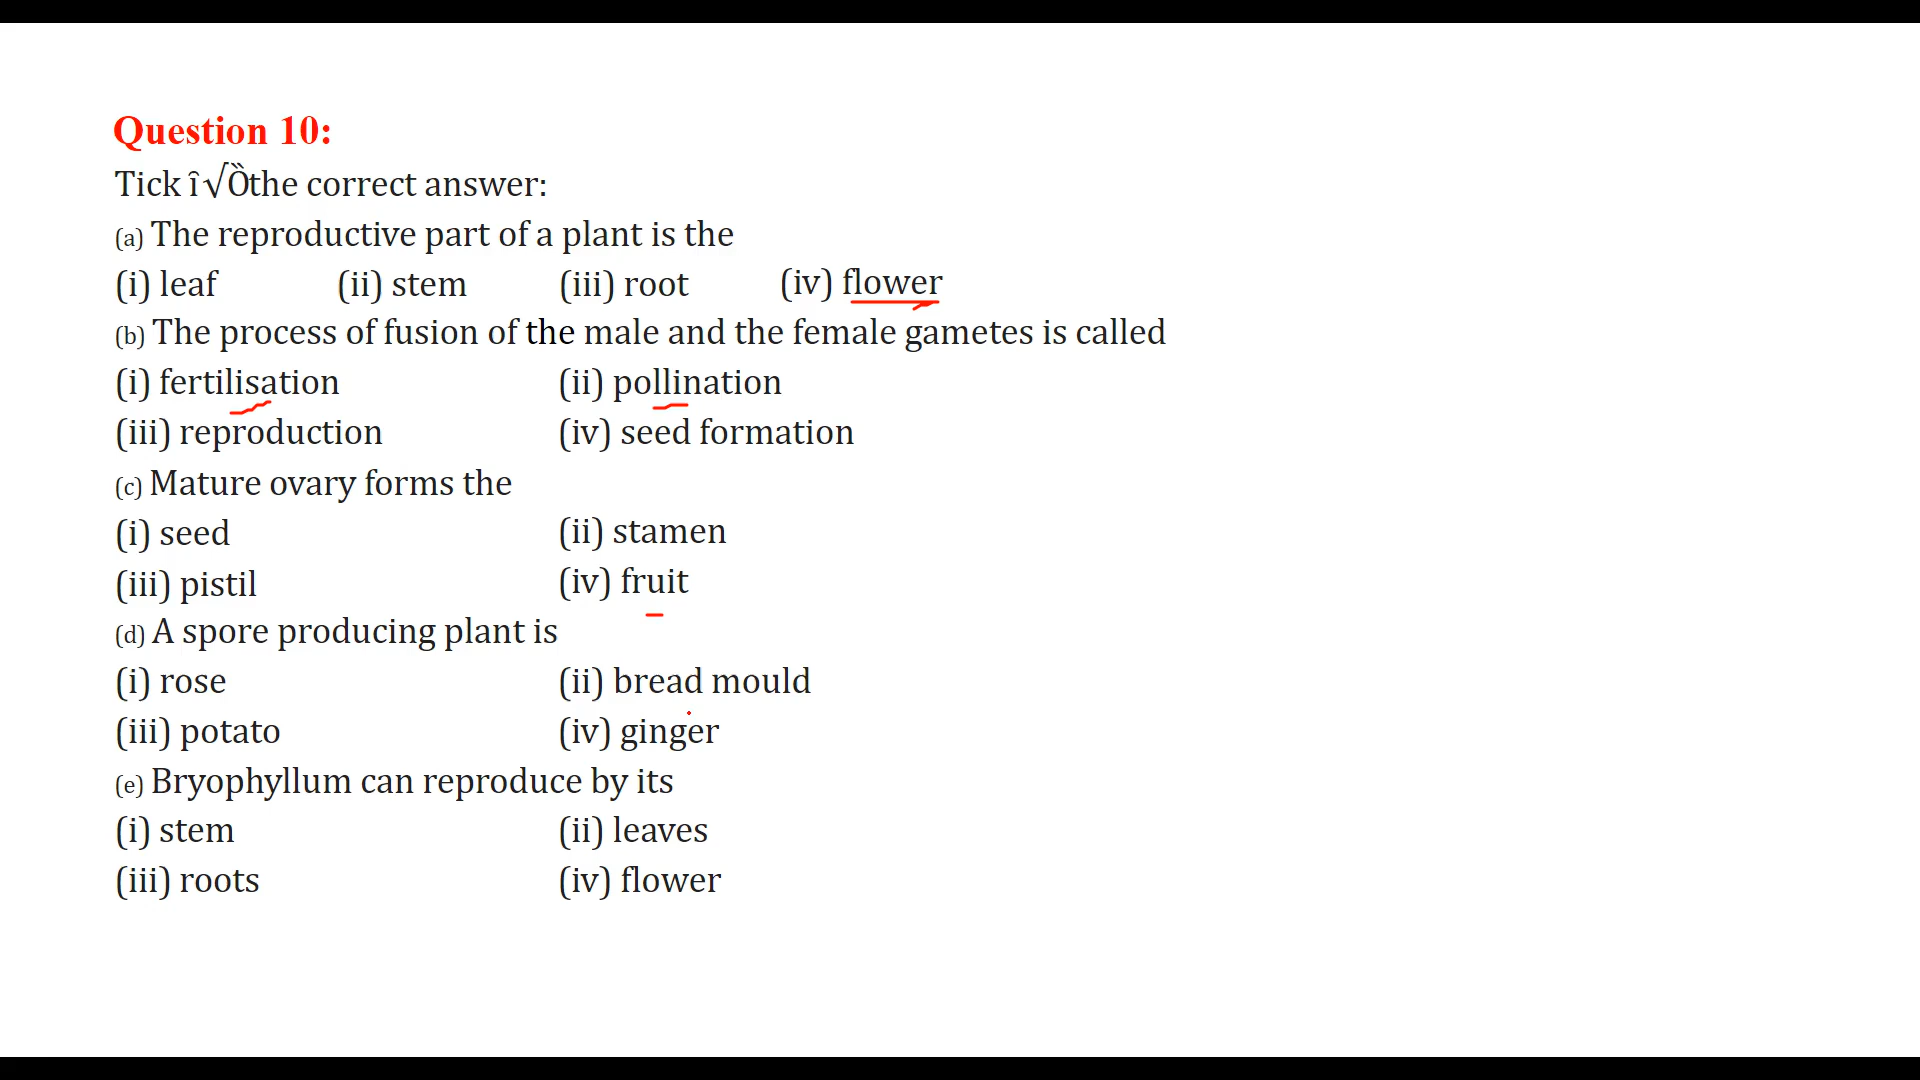 Question 10:
Tick î√Ȍthe correct answer:
(a) The reproductive part of a plant is the
(i) leaf (ii) stem (iii) root (iv) flower
(b) The process of fusion of the male and the female gametes is called
(i) fertilisation (ii) pollination
(iii) reproduction (iv) seed formation
(c) Mature ovary forms the
(i) seed (ii) stamen
(iii) pistil (iv) fruit
(d) A spore producing plant is
(i) rose (ii) bread mould
(iii) potato (iv) ginger
(e) Bryophyllum can reproduce by its
(i) stem (ii) leaves
(iii) roots (iv) flower